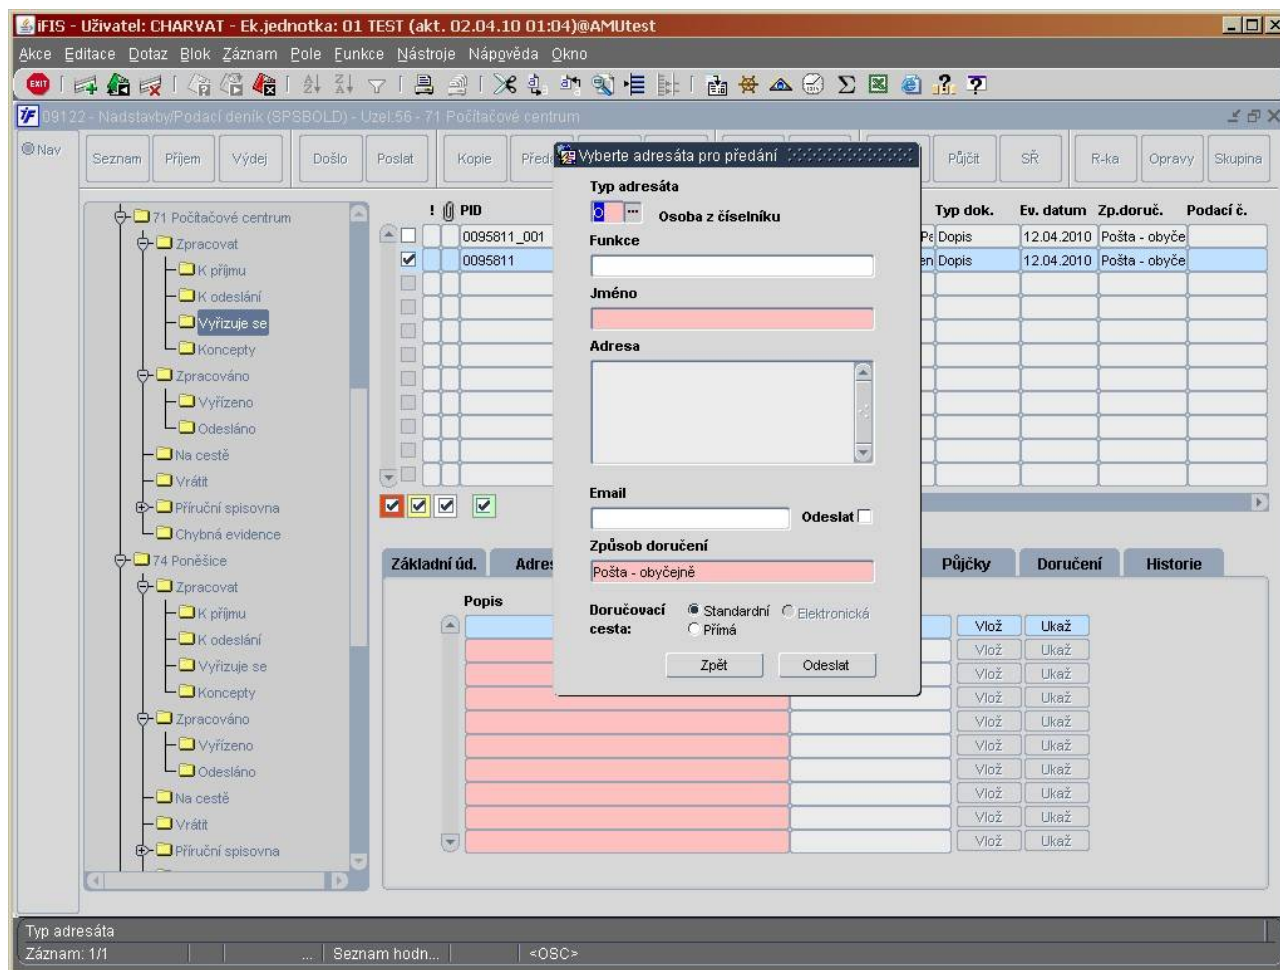 iFIS - Uživatel: CHARVAT - Ek.jednotka: 01 TEST (akt. 02.04.10 01:04)@AMUtest
Akce Editace Dotaz Blok Záznam Pole Funkce Nástroje Nápověda Okno
EXIT
09122 - Nadstavby/Podací deník (SPSBOLD) - Uzel:56 - 71 Počítačové centrum
Nav
Seznam Příjem Výdej Došlo Poslat Kopie Půjčit SŘ R-ka Opravy Skupina
71 Počítačové centrum
Zpracovat
K příjmu
K odeslání
Vyřizuje se
Koncepty
Zpracováno
Vyřízeno
Odesláno
Na cestě
Vrátit
Příruční spisovna
Chybná evidence
74 Poněšice
Zpracovat
K příjmu
K odeslání
Vyřizuje se
Koncepty
Zpracováno
Vyřízeno
Odesláno
Na cestě
Vrátit
Příruční spisovna
! PID Typ dok. Ev. datum Zp.doruč. Podací č.
0095811_001 Dopis 12.04.2010 Pošta - obyče
0095811 Dopis 12.04.2010 Pošta - obyče
Vyberte adresáta pro předání
Typ adresáta
o ... Osoba z číselníku
Funkce
Jméno
Adresa
Email
Odeslat
Způsob doručení
Pošta - obyčejně
Doručovací cesta: Standardní Elektronická
Přímá
Zpět Odeslat
Základní úd. Adres Půjčky Doručení Historie
Popis
Vlož Ukaž
Vlož Ukaž
Vlož Ukaž
Vlož Ukaž
Vlož Ukaž
Vlož Ukaž
Vlož Ukaž
Vlož Ukaž
Vlož Ukaž
Vlož Ukaž
Typ adresáta
Záznam: 1/1 ... Seznam hodn... <OSC>